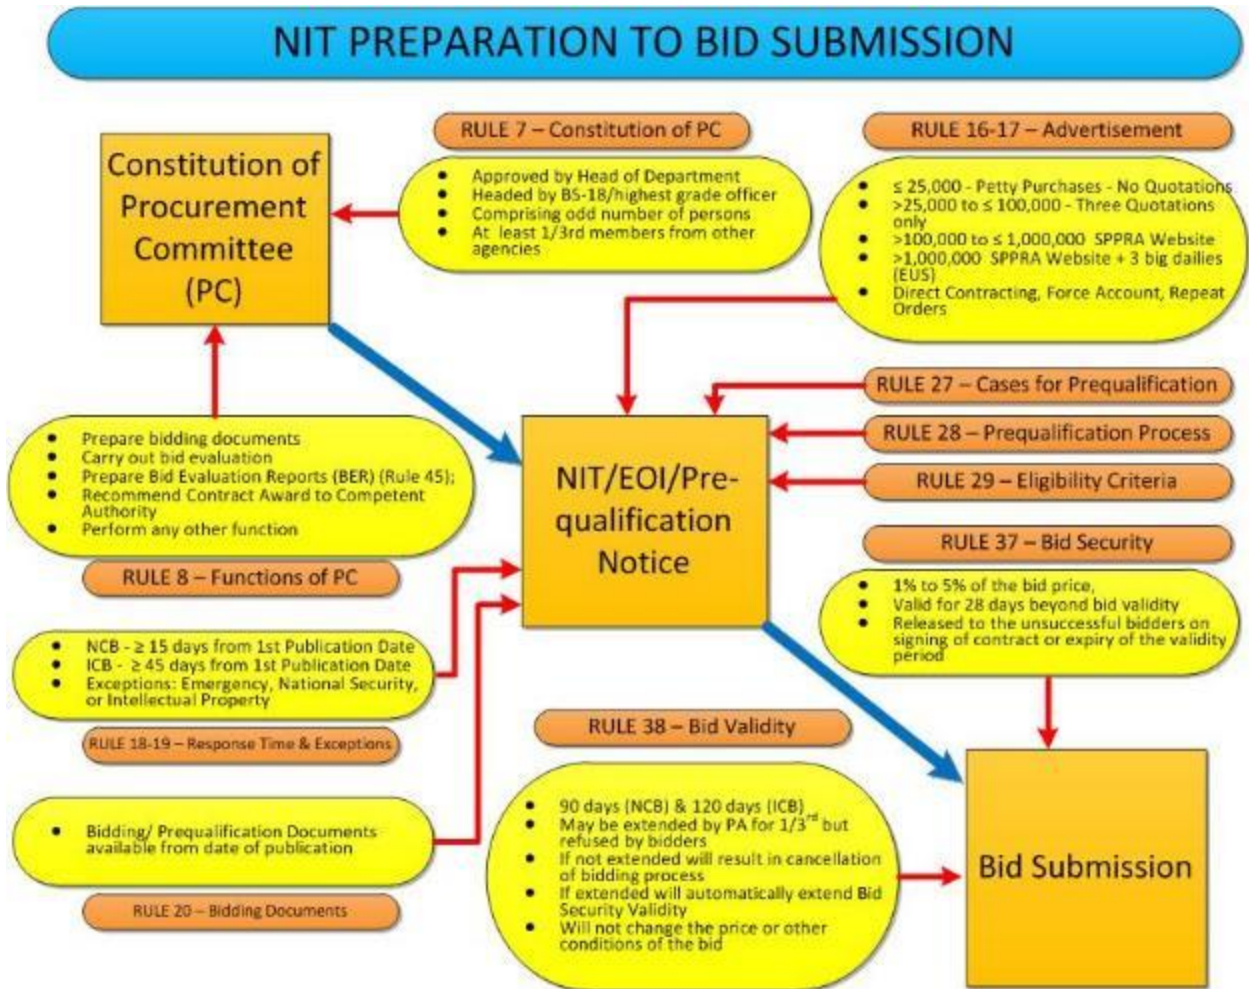 NIT PREPARATION TO BID SUBMISSION
Constitution of
Procurement
Committee
(PC)
RULE 7 – Constitution of PC
• Approved by Head of Department
• Headed by BS-18/highest grade officer
• Comprising odd number of persons
• At least 1/3rd members from other
agencies
RULE 16-17 – Advertisement
• ≤ 25,000 - Petty Purchases - No Quotations
• >25,000 to ≤ 100,000 - Three Quotations
only
• >100,000 to ≤ 1,000,000 SPPRA Website
• >1,000,000 SPPRA Website + 3 big dailies
(EUS)
• Direct Contracting, Force Account, Repeat
Orders
RULE 27 – Cases for Prequalification
RULE 28 – Prequalification Process
RULE 29 – Eligibility Criteria
• Prepare bidding documents
• Carry out bid evaluation
• Prepare Bid Evaluation Reports (BER) (Rule 45);
• Recommend Contract Award to Competent
Authority
• Perform any other function
RULE 8 – Functions of PC
NIT/EOI/Pre-
qualification
Notice
RULE 37 – Bid Security
• 1% to 5% of the bid price,
• Valid for 28 days beyond bid validity
• Released to the unsuccessful bidders on
signing of contract or expiry of the validity
period
• NCB - ≥ 15 days from 1st Publication Date
• ICB - ≥ 45 days from 1st Publication Date
• Exceptions: Emergency, National Security,
or Intellectual Property
RULE 18-19 – Response Time & Exceptions
• Bidding/ Prequalification Documents
available from date of publication
RULE 20 – Bidding Documents
RULE 38 – Bid Validity
• 90 days (NCB) & 120 days (ICB)
• May be extended by PA for 1/3rd but
refused by bidders
• If not extended will result in cancellation
of bidding process
• If extended will automatically extend Bid
Security Validity
• Will not change the price or other
conditions of the bid
Bid Submission